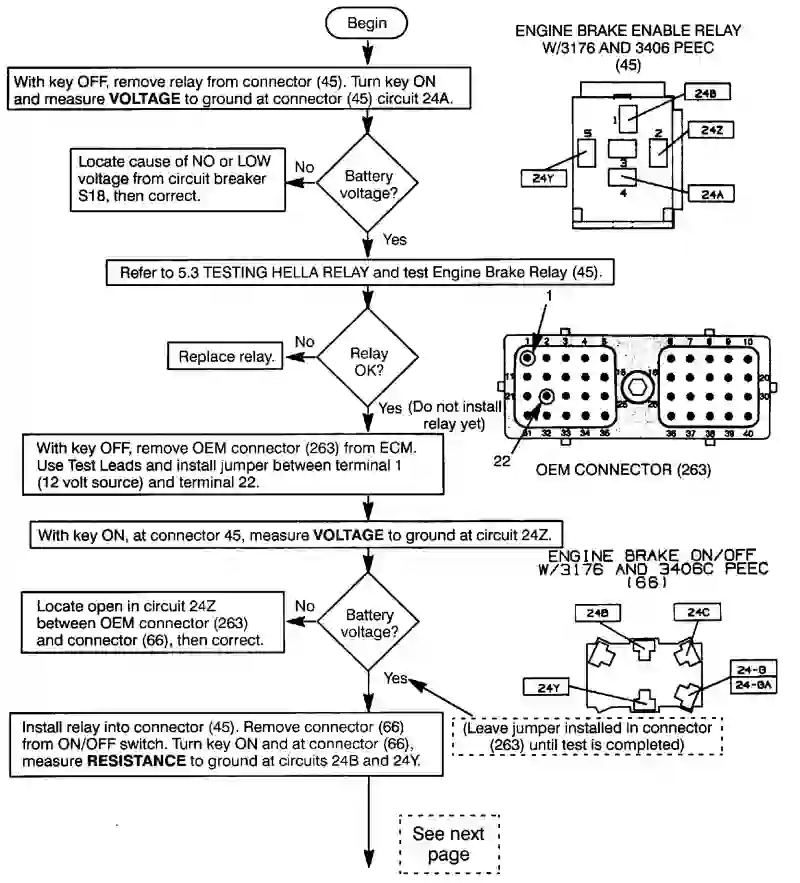 Begin
With key OFF, remove relay from connector (45). Turn key ON
and measure VOLTAGE to ground at connector (45) circuit 24A.
Battery
voltage?
No
Locate cause of NO or LOW
voltage from circuit breaker
S18, then correct.
Yes
Refer to 5.3 TESTING HELLA RELAY and test Engine Brake Relay (45).
Relay
OK?
No
Replace relay.
Yes (Do not install
relay yet)
With key OFF, remove OEM connector (263) from ECM.
Use Test Leads and install jumper between terminal 1
(12 volt source) and terminal 22.
With key ON, at connector 45, measure VOLTAGE to ground at circuit 24Z.
Battery
voltage?
No
Locate open in circuit 24Z
between OEM connector (263)
and connector (66), then correct.
Yes
(Leave jumper installed in connector
(263) until test is completed)
Install relay into connector (45). Remove connector (66)
from ON/OFF switch. Turn key ON and at connector (66),
measure RESISTANCE to ground at circuits 24B and 24Y.
See next
page
ENGINE BRAKE ENABLE RELAY
W/3176 AND 3406 PEEC
(45)
24B
1
5
2
24Z
3
24Y
4
24A
1
1 2 3 4 5 6 7 8 9 10
11 15 16 20
21 25 26 30
31 32 33 34 35 36 37 38 39 40
22
OEM CONNECTOR (263)
ENGINE BRAKE ON/OFF
W/3176 AND 3406C PEEC
(66)
24B
24C
24Y
24-G
24-GA